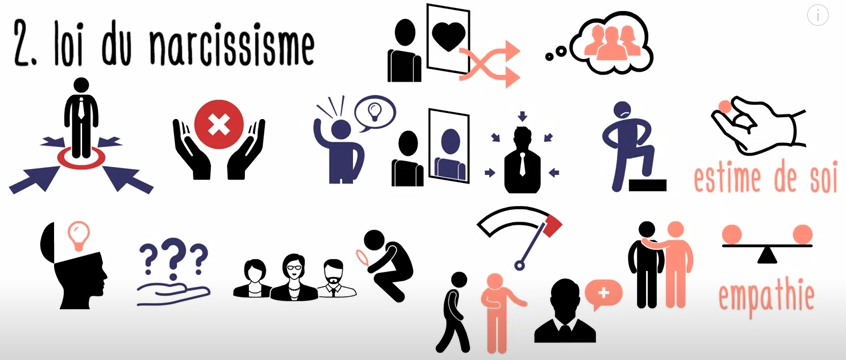 2. loi du narcissisme
estime de soi
???
empathie